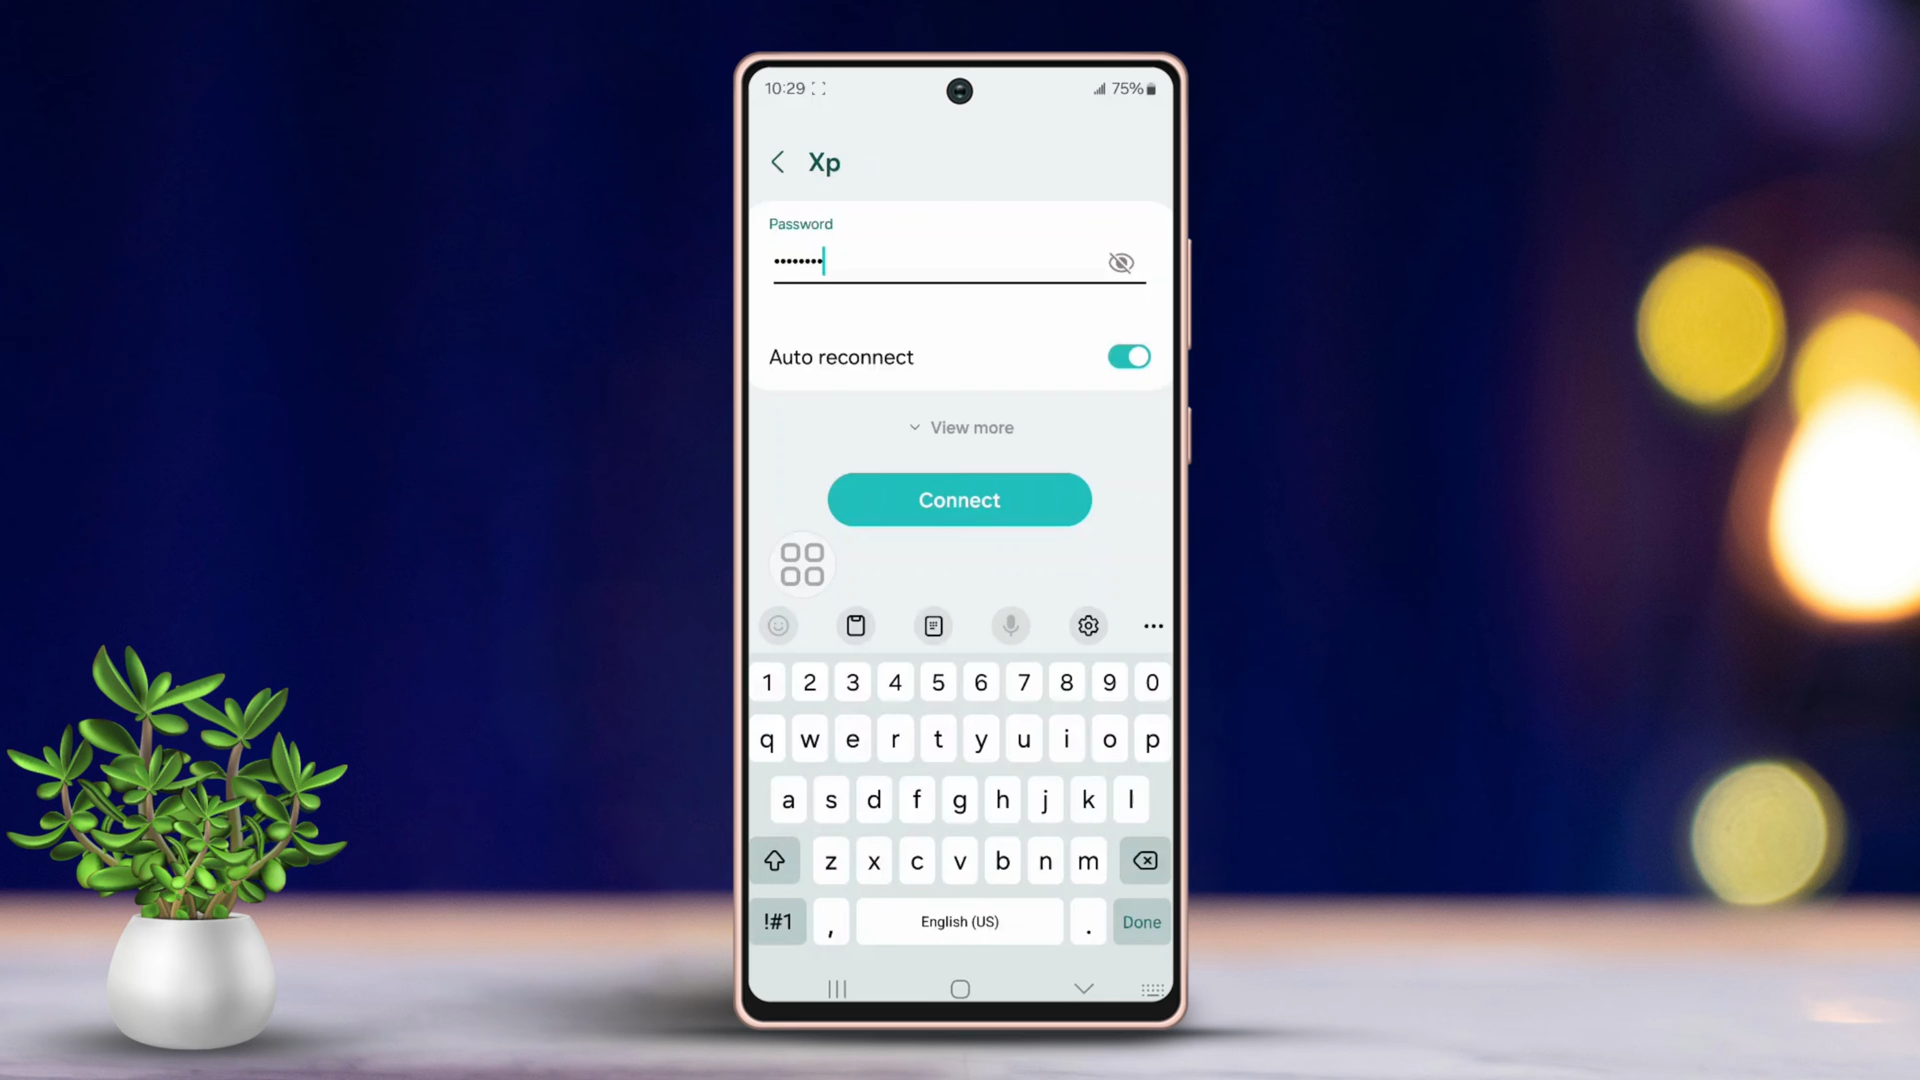 10:29 75%
Xp
Password
••••••••
Auto reconnect
View more
Connect
1 2 3 4 5 6 7 8 9 0
q w e r t y u i o p
a s d f g h j k l
z x c v b n m
!#1 , English (US) . Done